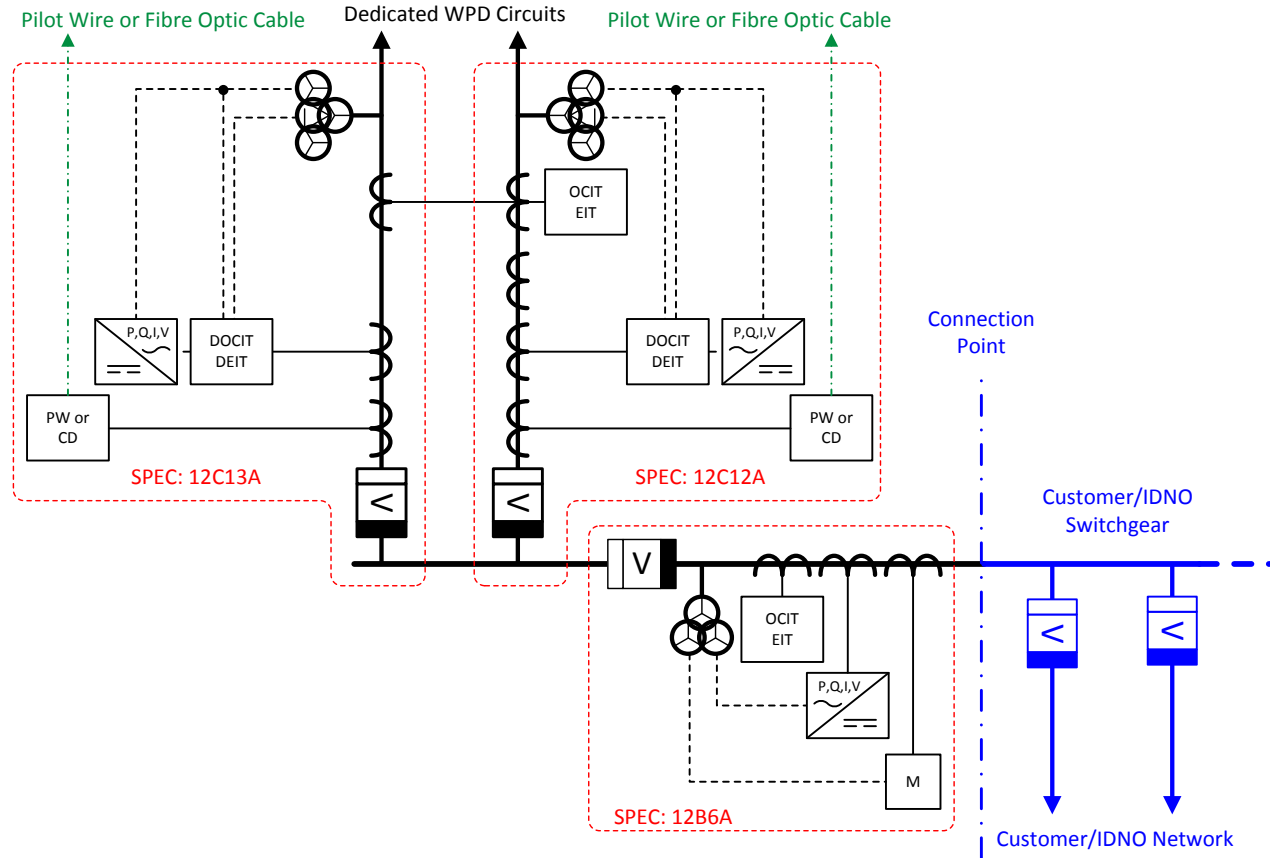 Pilot Wire or Fibre Optic Cable
Dedicated WPD Circuits
Pilot Wire or Fibre Optic Cable
OCIT
EIT
P,Q,I,V
DOCIT
DEIT
DOCIT
DEIT
P,Q,I,V
PW or
CD
PW or
CD
SPEC: 12C13A
SPEC: 12C12A
V
V
Connection
Point
Customer/IDNO
Switchgear
V
OCIT
EIT
P,Q,I,V
M
SPEC: 12B6A
V
V
Customer/IDNO Network